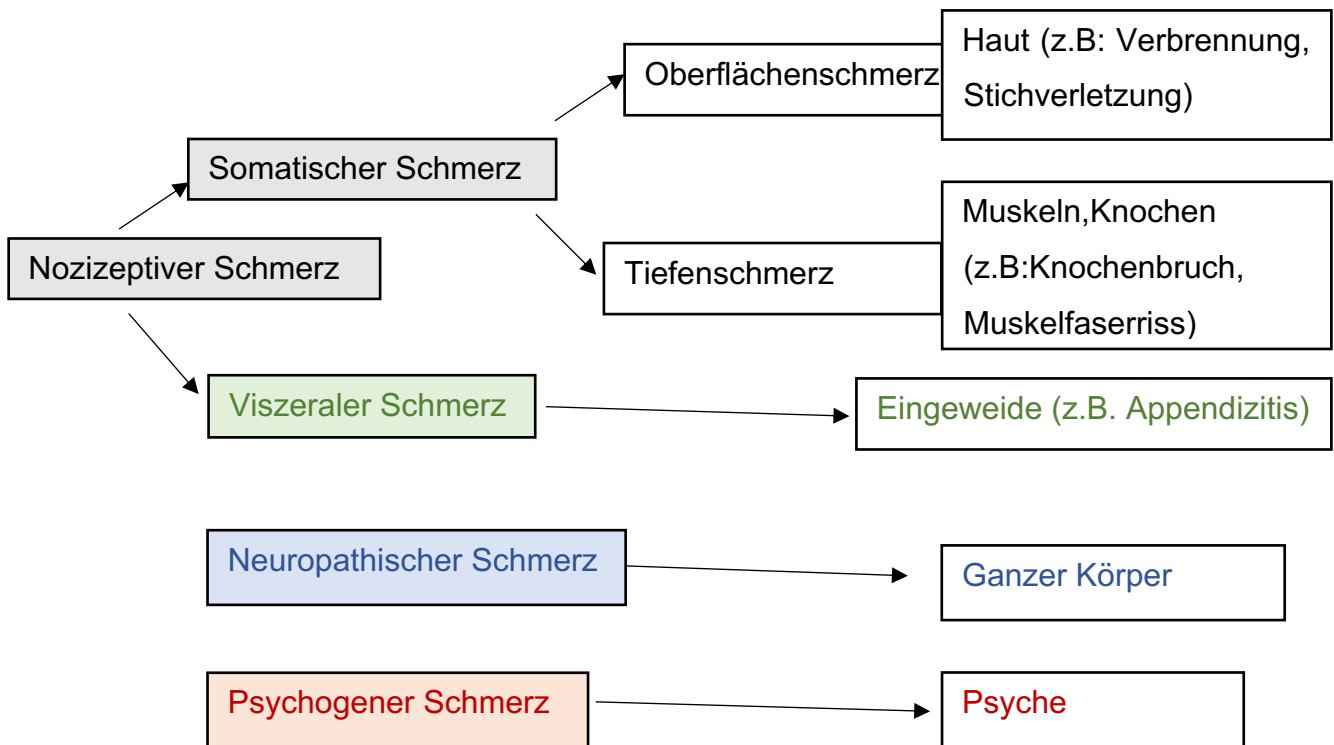 Haut (z.B: Verbrennung,
Stichverletzung)
Oberflächenschmerz
Somatischer Schmerz
Nozizeptiver Schmerz
Tiefenschmerz
Muskeln,Knochen
(z.B:Knochenbruch,
Muskelfaserriss)
Viszeraler Schmerz
Eingeweide (z.B. Appendizitis)
Neuropathischer Schmerz
Ganzer Körper
Psychogener Schmerz
Psyche